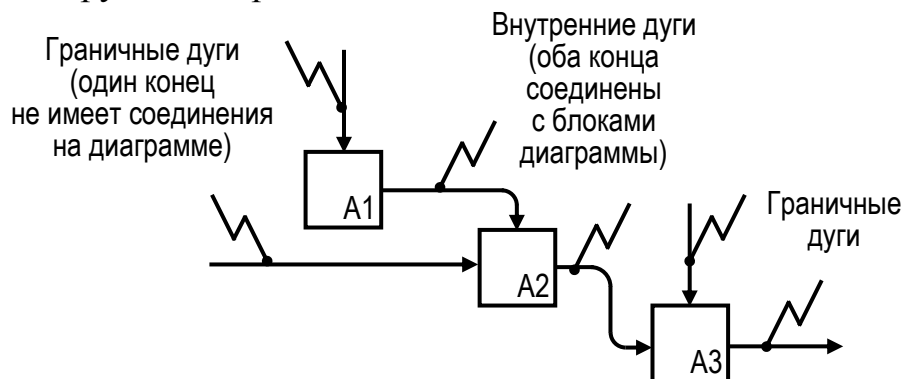 Граничные дуги
(один конец
не имеет соединения
на диаграмме)
Внутренние дуги
(оба конца
соединены
с блоками
диаграммы)
A1
A2
Граничные
дуги
A3